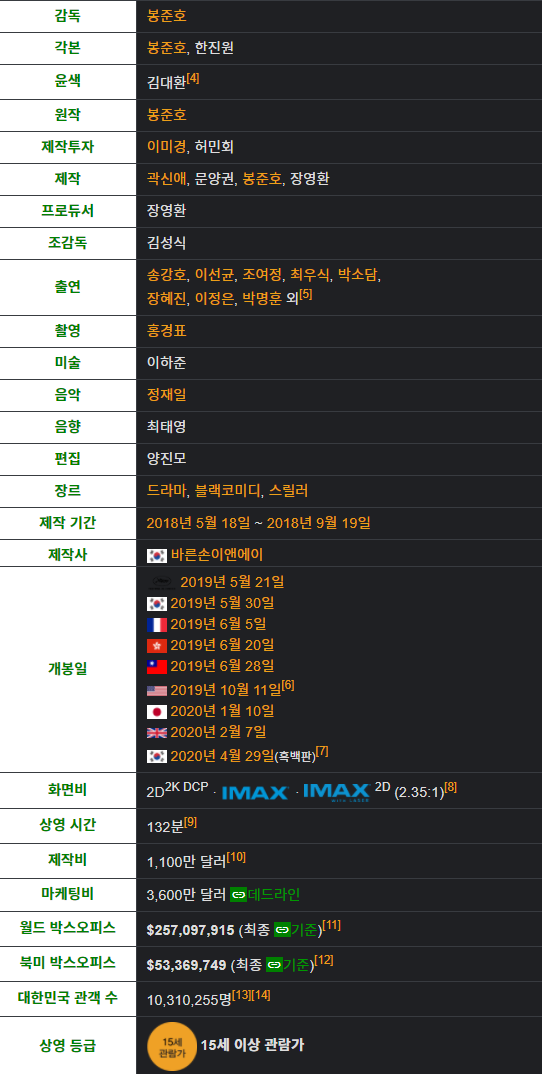 감독 봉준호
각본 봉준호, 한진원
윤색 김대환[4]
원작 봉준호
제작투자 이미경, 허민회
제작 곽신애, 문양권, 봉준호, 장영환
프로듀서 장영환
조감독 김성식
출연 송강호, 이선균, 조여정, 최우식, 박소담,
장혜진, 이정은, 박명훈 외[5]
촬영 홍경표
미술 이하준
음악 정재일
음향 최태영
편집 양진모
장르 드라마, 블랙코미디, 스릴러
제작 기간 2018년 5월 18일 ~ 2018년 9월 19일
제작사 바른손이앤에이
개봉일 2019년 5월 21일
2019년 5월 30일
2019년 6월 5일
2019년 6월 20일
2019년 6월 28일
2019년 10월 11일[6]
2020년 1월 10일
2020년 2월 7일
2020년 4월 29일(흑백판)[7]
화면비 2D2K DCP · IMAX · IMAX WITH LASER 2D (2.35:1)[8]
상영 시간 132분[9]
제작비 1,100만 달러[10]
마케팅비 3,600만 달러 데드라인
월드 박스오피스 $257,097,915 (최종 기준)[11]
북미 박스오피스 $53,369,749 (최종 기준)[12]
대한민국 관객 수 10,310,255명[13][14]
상영 등급 15세 관람가 15세 이상 관람가